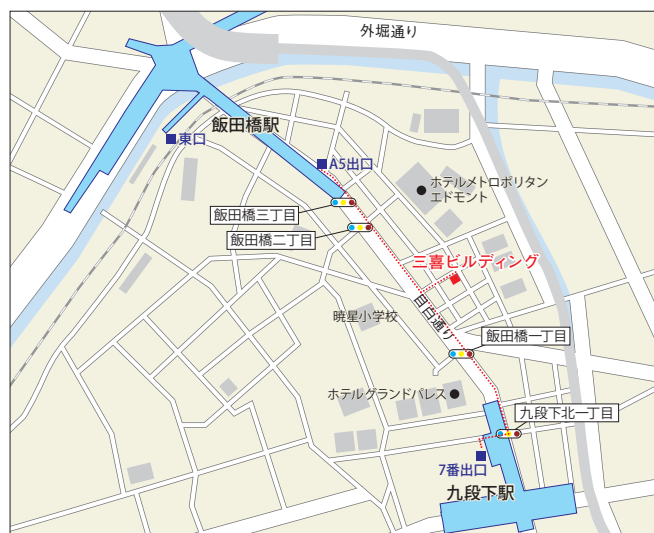 外堀通り
飯田橋駅
東口
A5出口
ホテルメトロポリタン
エドモント
飯田橋三丁目
飯田橋二丁目
三喜ビルディング
目白通り
暁星小学校
飯田橋一丁目
ホテルグランドパレス
九段下北一丁目
7番出口
九段下駅